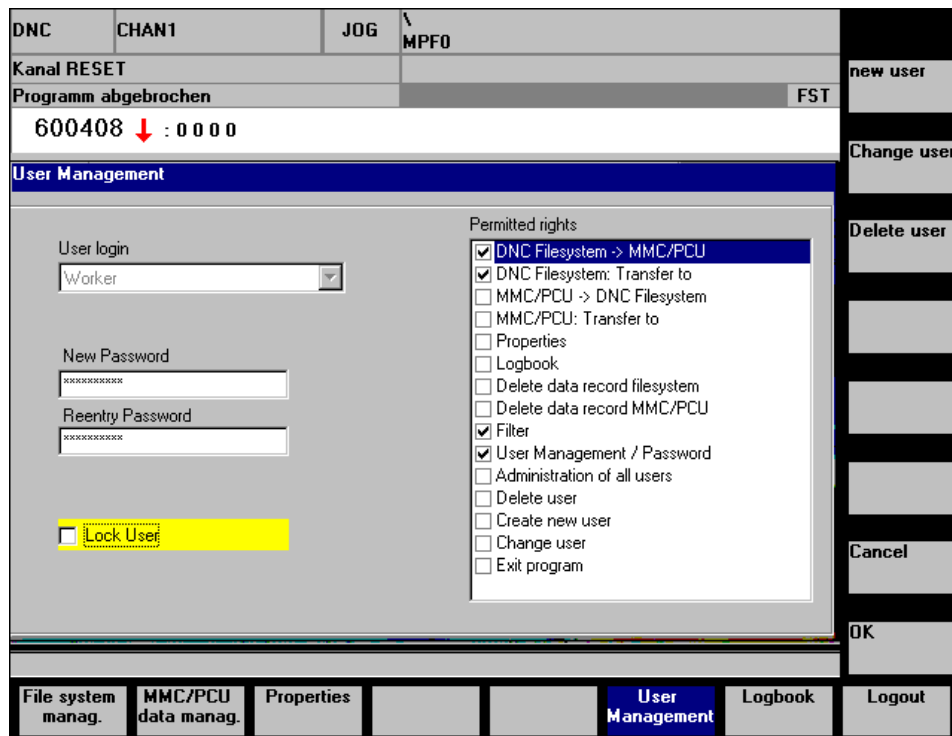 DNC CHAN1 JOG \
MPF0
Kanal RESET
Programm abgebrochen FST
600408 : 0 0 0 0
User Management
User login
Worker
New Password
**********
Reentry Password
**********
Lock User
Permitted rights
DNC Filesystem -> MMC/PCU
DNC Filesystem: Transfer to
MMC/PCU -> DNC Filesystem
MMC/PCU: Transfer to
Properties
Logbook
Delete data record filesystem
Delete data record MMC/PCU
Filter
User Management / Password
Administration of all users
Delete user
Create new user
Change user
Exit program
new user
Change user
Delete user
Cancel
OK
File system
manag.
MMC/PCU
data manag.
Properties
User
Management
Logbook
Logout